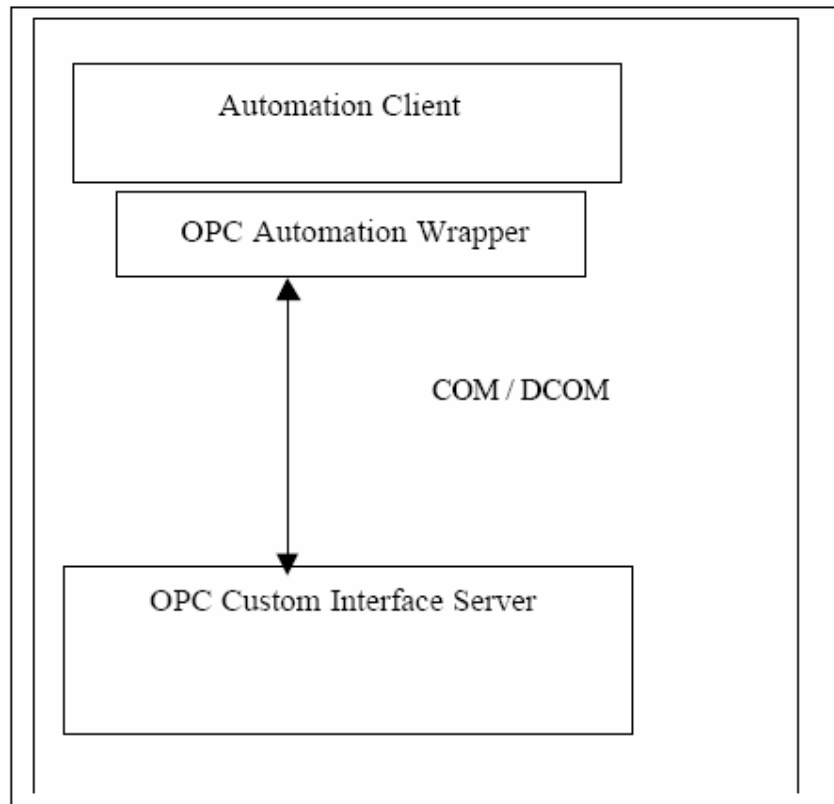 Automation Client
OPC Automation Wrapper
COM / DCOM
OPC Custom Interface Server